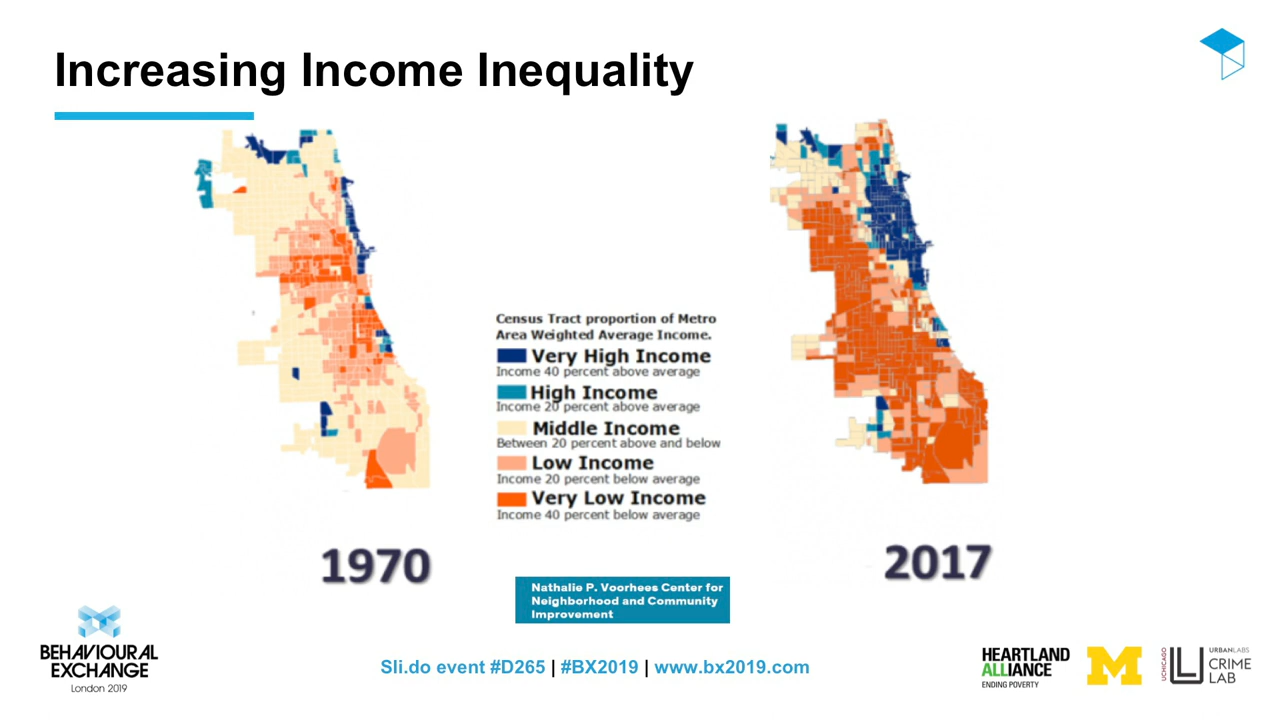 Increasing Income Inequality
Census Tract proportion of Metro
Area Weighted Average Income.
Very High Income
Income 40 percent above average
High Income
Income 20 percent above average
Middle Income
Between 20 percent above and below
Low Income
Income 20 percent below average
Very Low Income
Income 40 percent below average
1970
2017
Nathalie P. Voorhees Center for
Neighborhood and Community
Improvement
BEHAVIOURAL
EXCHANGE
London 2019
Sli.do event #D265 | #BX2019 | www.bx2019.com
HEARTLAND
ALLIANCE
ENDING POVERTY
M
UCHICAGO
URBANLABS
CRIME
LAB